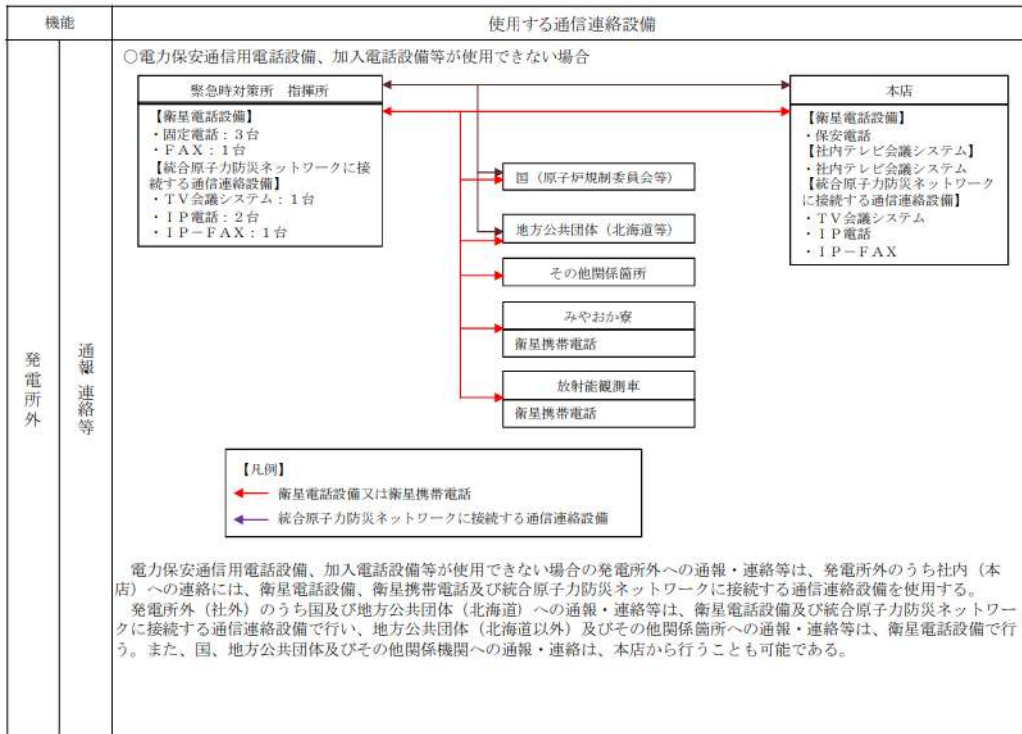 機能
使用する通信連絡設備
発電所外
通報・連絡等
○電力保安通信用電話設備、加入電話設備等が使用できない場合
緊急時対策所　指揮所
【衛星電話設備】
・固定電話：３台
・ＦＡＸ：１台
【統合原子力防災ネットワークに接
続する通信連絡設備】
・ＴＶ会議システム：１台
・ＩＰ電話：２台
・ＩＰ－ＦＡＸ：１台
本店
【衛星電話設備】
・保安電話
【社内テレビ会議システム】
・社内テレビ会議システム
【統合原子力防災ネットワーク
に接続する通信連絡設備】
・ＴＶ会議システム
・ＩＰ電話
・ＩＰ－ＦＡＸ
国（原子炉規制委員会等）
地方公共団体（北海道等）
その他関係箇所
みやおか寮
衛星携帯電話
放射能観測車
衛星携帯電話
【凡例】
衛星電話設備又は衛星携帯電話
統合原子力防災ネットワークに接続する通信連絡設備
電力保安通信用電話設備、加入電話設備等が使用できない場合の発電所外への通報・連絡等は、発電所外のうち社内（本
店）への連絡には、衛星電話設備、衛星携帯電話及び統合原子力防災ネットワークに接続する通信連絡設備を使用する。
発電所外（社外）のうち国及び地方公共団体（北海道）への通報・連絡等は、衛星電話設備及び統合原子力防災ネットワー
クに接続する通信連絡設備で行い、地方公共団体（北海道以外）及びその他関係箇所への通報・連絡等は、衛星電話設備で行
う。また、国、地方公共団体及びその他関係機関への通報・連絡は、本店から行うことも可能である。